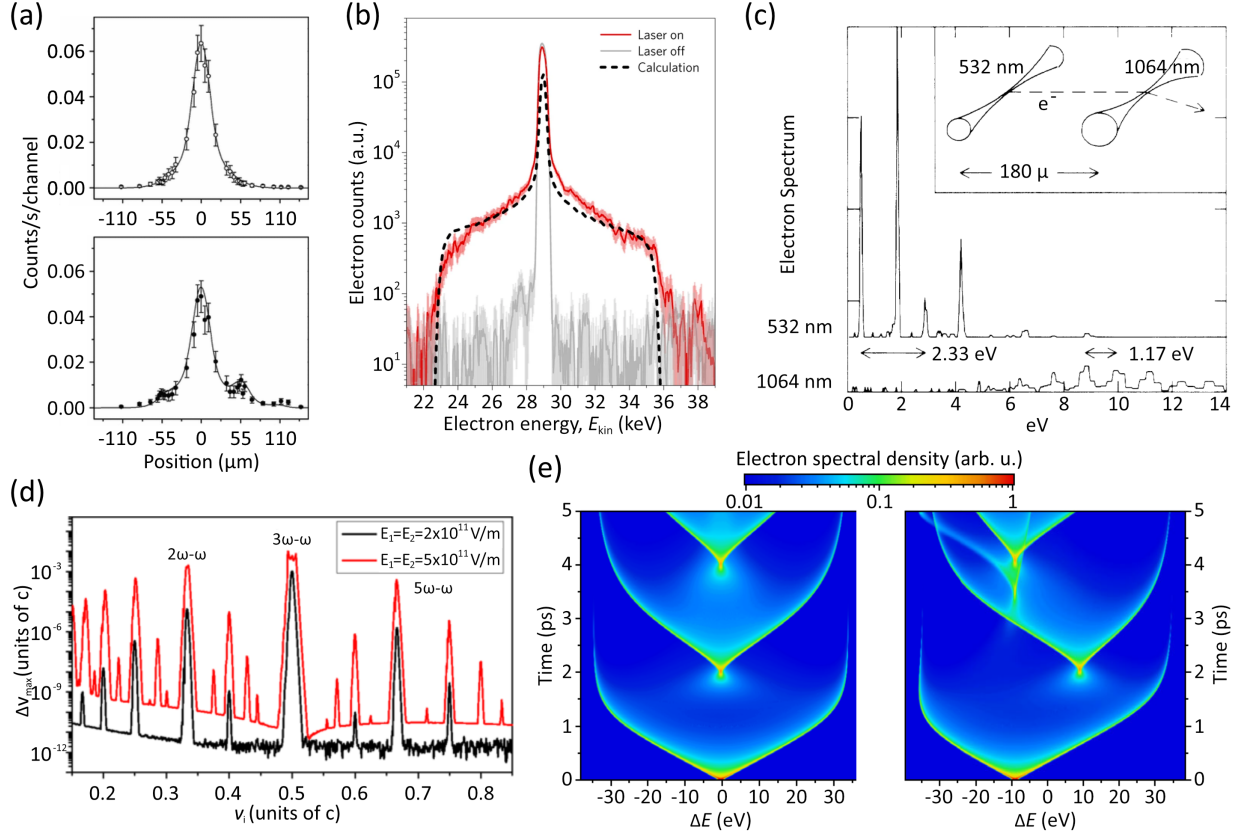 (a)
0.06
0.04
0.02
0.00
-110 -55 0 55 110
0.06
0.04
0.02
0.00
-110 -55 0 55 110
Counts/s/channel
Position (µm)
(b)
Laser on
Laser off
Calculation
10⁵
10⁴
10³
10²
10¹
Electron counts (a.u.)
22 24 26 28 30 32 34 36 38
Electron energy, E_kin (keV)
(c)
532 nm
1064 nm
e⁻
180 µ
Electron Spectrum
532 nm
2.33 eV
1.17 eV
1064 nm
0 2 4 6 8 10 12 14
eV
(d)
E₁=E₂=2x10¹¹V/m
E₁=E₂=5x10¹¹V/m
2ω-ω
3ω-ω
5ω-ω
10⁻³
10⁻⁶
10⁻⁹
10⁻¹²
Δv_max (units of c)
0.2 0.3 0.4 0.5 0.6 0.7 0.8
v_i (units of c)
(e)
Electron spectral density (arb. u.)
0.01 0.1 1
5
4
3
2
1
0
Time (ps)
-30 -20 -10 0 10 20 30
ΔE (eV)
5
4
3
2
1
0
Time (ps)
-30 -20 -10 0 10 20 30
ΔE (eV)